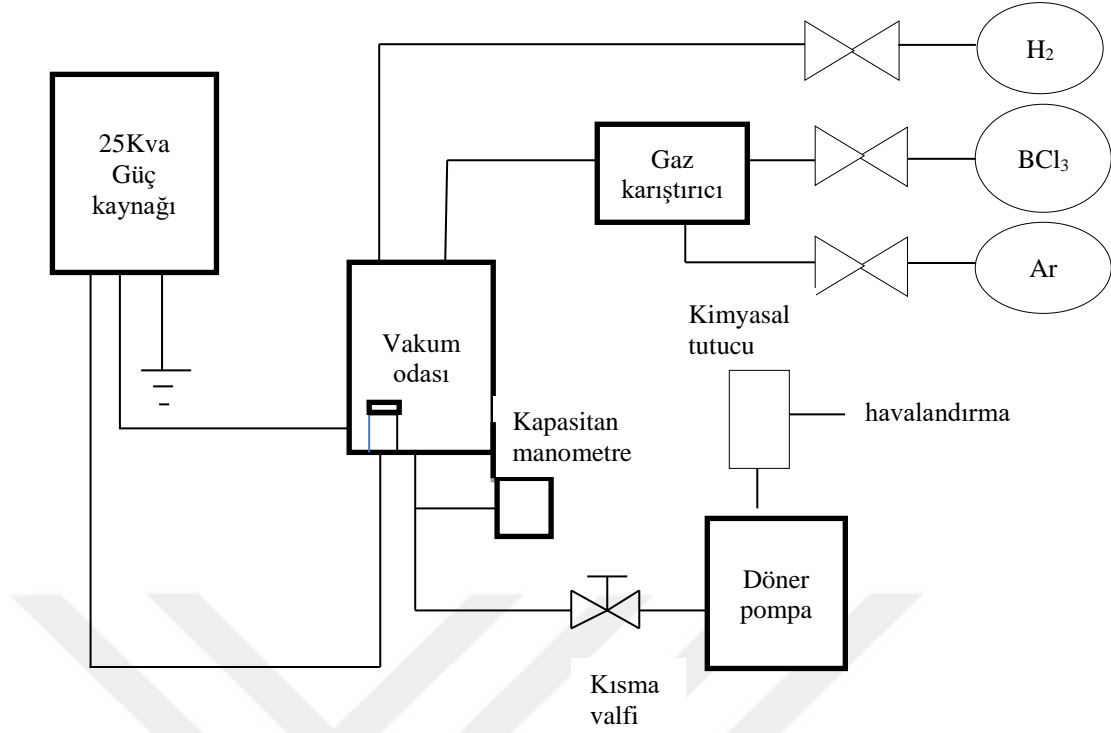 H₂
25Kva
Güç
kaynağı
Gaz
karıştırıcı
BCl₃
Ar
Vakum
odası
Kimyasal
tutucu
havalandırma
Kapasitan
manometre
Döner
pompa
Kısma
valfi